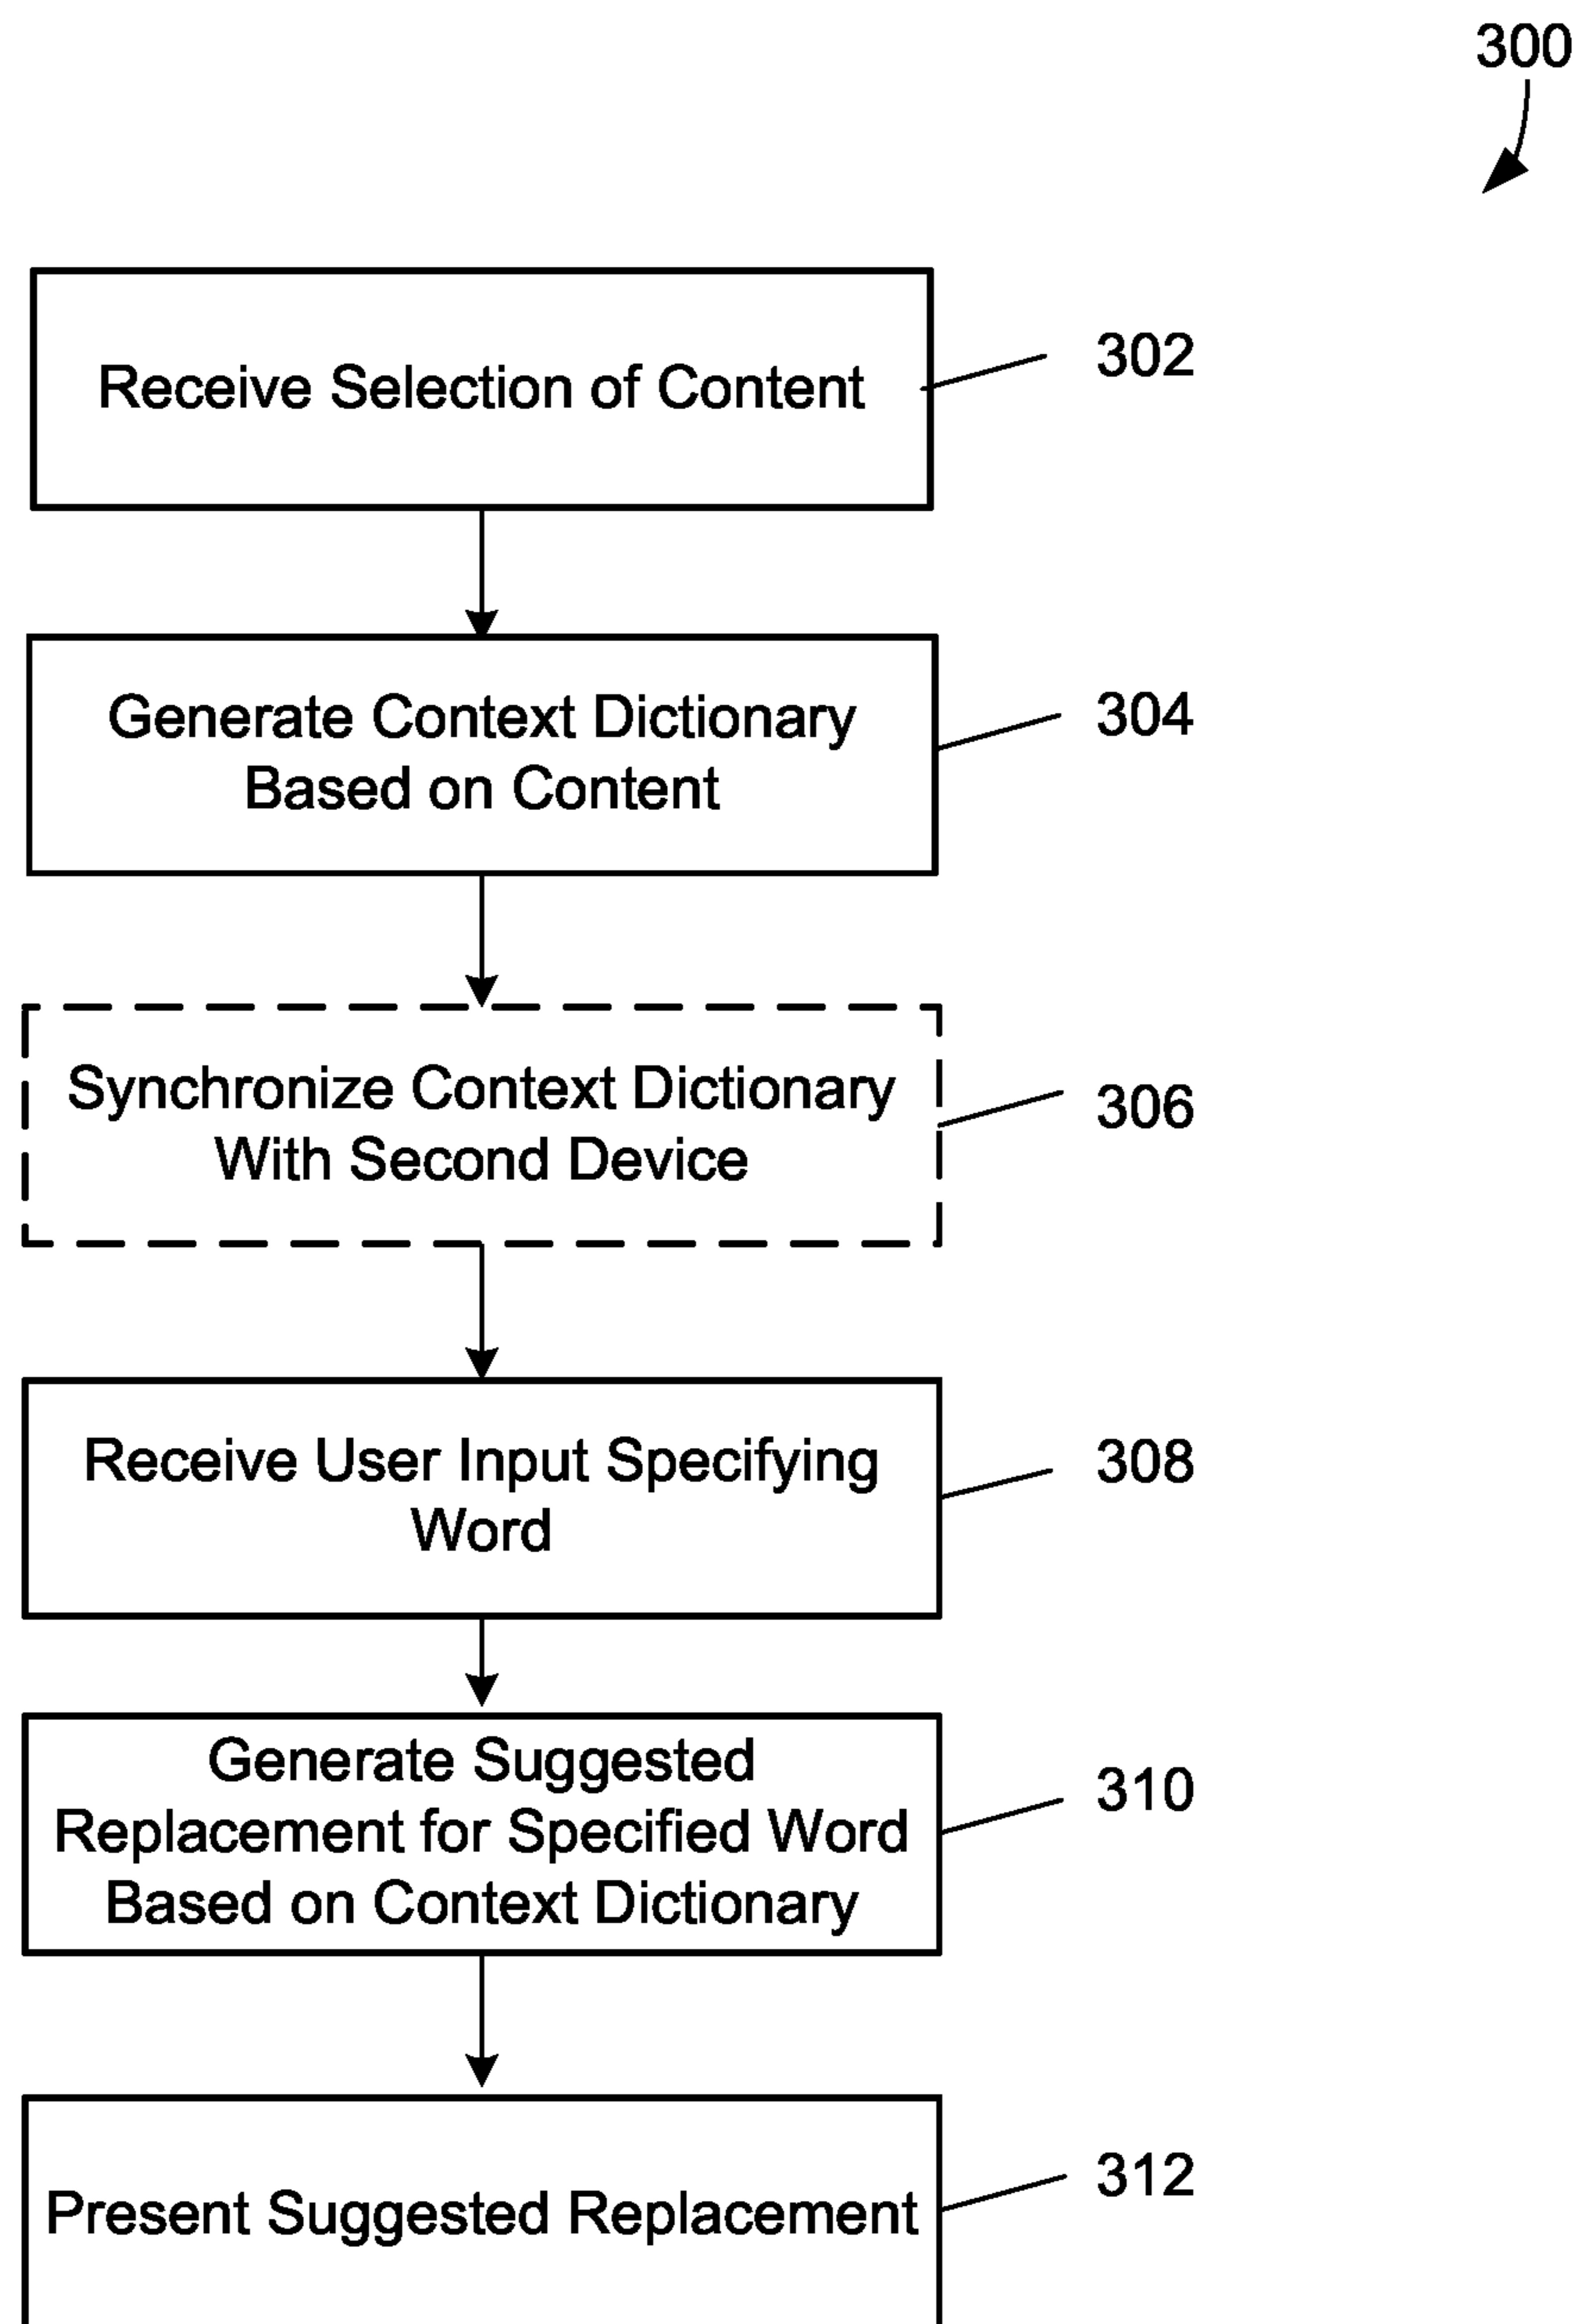 300
Receive Selection of Content
302
Generate Context Dictionary
Based on Content
304
Synchronize Context Dictionary
With Second Device
306
Receive User Input Specifying
Word
308
Generate Suggested
Replacement for Specified Word
Based on Context Dictionary
310
Present Suggested Replacement
312